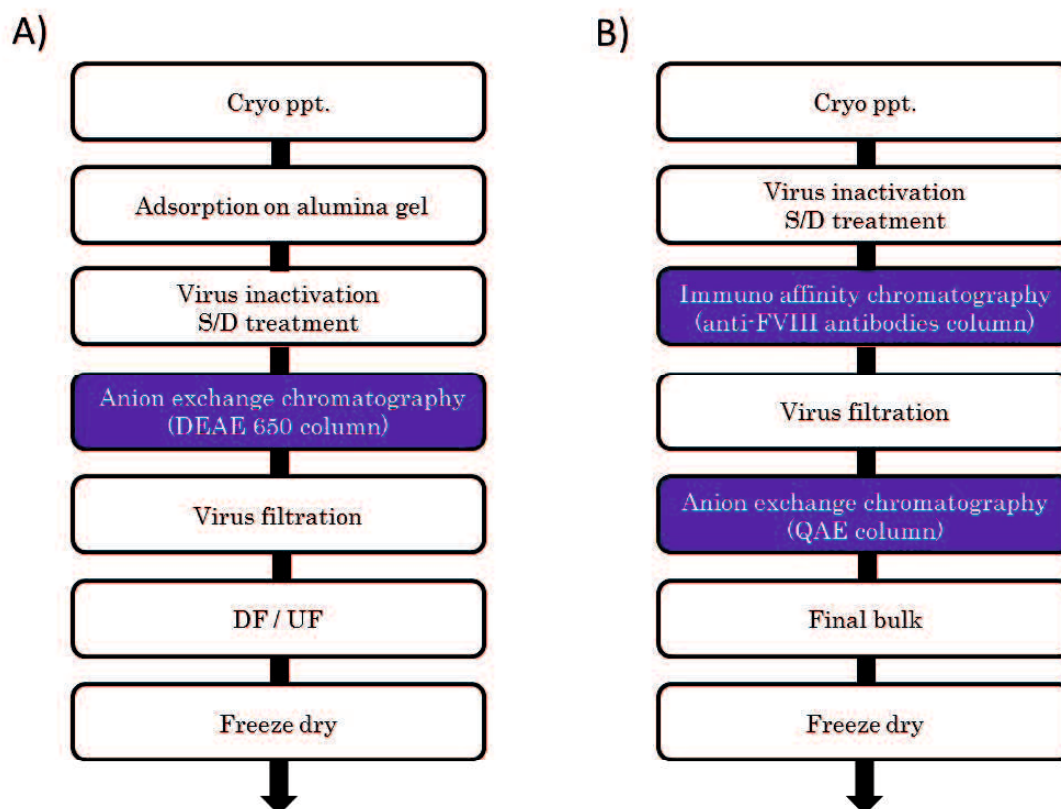 A)
Cryo ppt.
Adsorption on alumina gel
Virus inactivation
S/D treatment
Anion exchange chromatography
(DEAE 650 column)
Virus filtration
DF / UF
Freeze dry
B)
Cryo ppt.
Virus inactivation
S/D treatment
Immuno affinity chromatography
(anti-FVIII antibodies column)
Virus filtration
Anion exchange chromatography
(QAE column)
Final bulk
Freeze dry